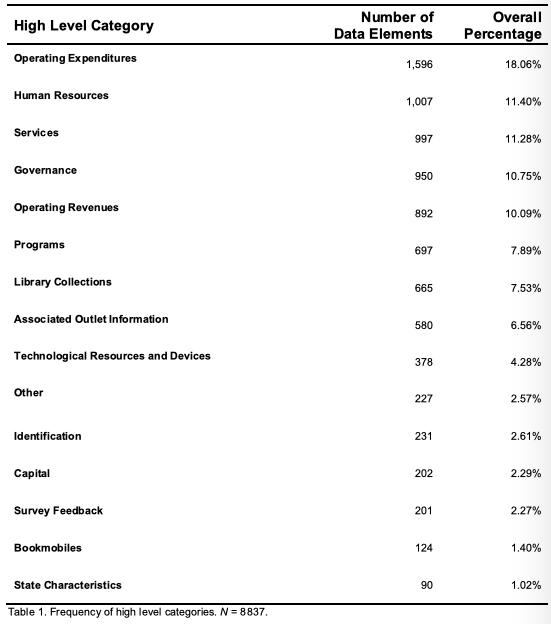 High Level Category Number of Data Elements Overall Percentage
Operating Expenditures 1,596 18.06%
Human Resources 1,007 11.40%
Services 997 11.28%
Governance 950 10.75%
Operating Revenues 892 10.09%
Programs 697 7.89%
Library Collections 665 7.53%
Associated Outlet Information 580 6.56%
Technological Resources and Devices 378 4.28%
Other 227 2.57%
Identification 231 2.61%
Capital 202 2.29%
Survey Feedback 201 2.27%
Bookmobiles 124 1.40%
State Characteristics 90 1.02%
Table 1. Frequency of high level categories. N = 8837.